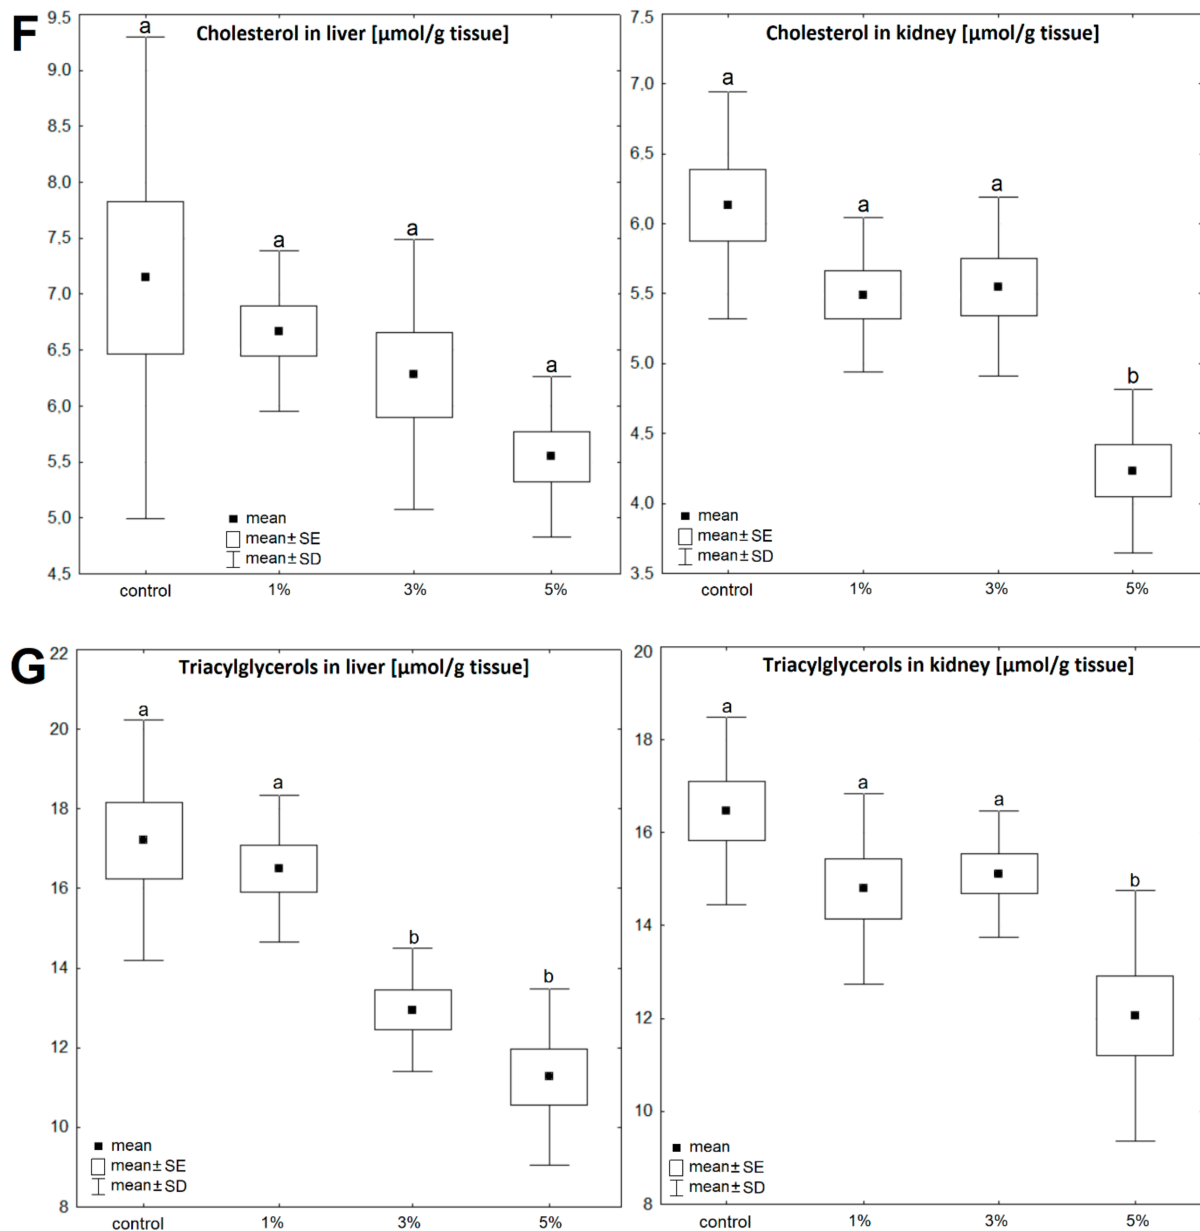 F
Cholesterol in liver [µmol/g tissue]
9.5
9.0
8.5
8.0
7.5
7.0
6.5
6.0
5.5
5.0
4.5
a
a
a
a
mean
mean±SE
mean±SD
control
1%
3%
5%
Cholesterol in kidney [µmol/g tissue]
7.5
7.0
6.5
6.0
5.5
5.0
4.5
4.0
3.5
a
a
a
b
mean
mean±SE
mean±SD
control
1%
3%
5%
G
Triacylglycerols in liver [µmol/g tissue]
22
20
18
16
14
12
10
8
a
a
b
b
mean
mean±SE
mean±SD
control
1%
3%
5%
Triacylglycerols in kidney [µmol/g tissue]
20
18
16
14
12
10
8
a
a
a
b
mean
mean±SE
mean±SD
control
1%
3%
5%